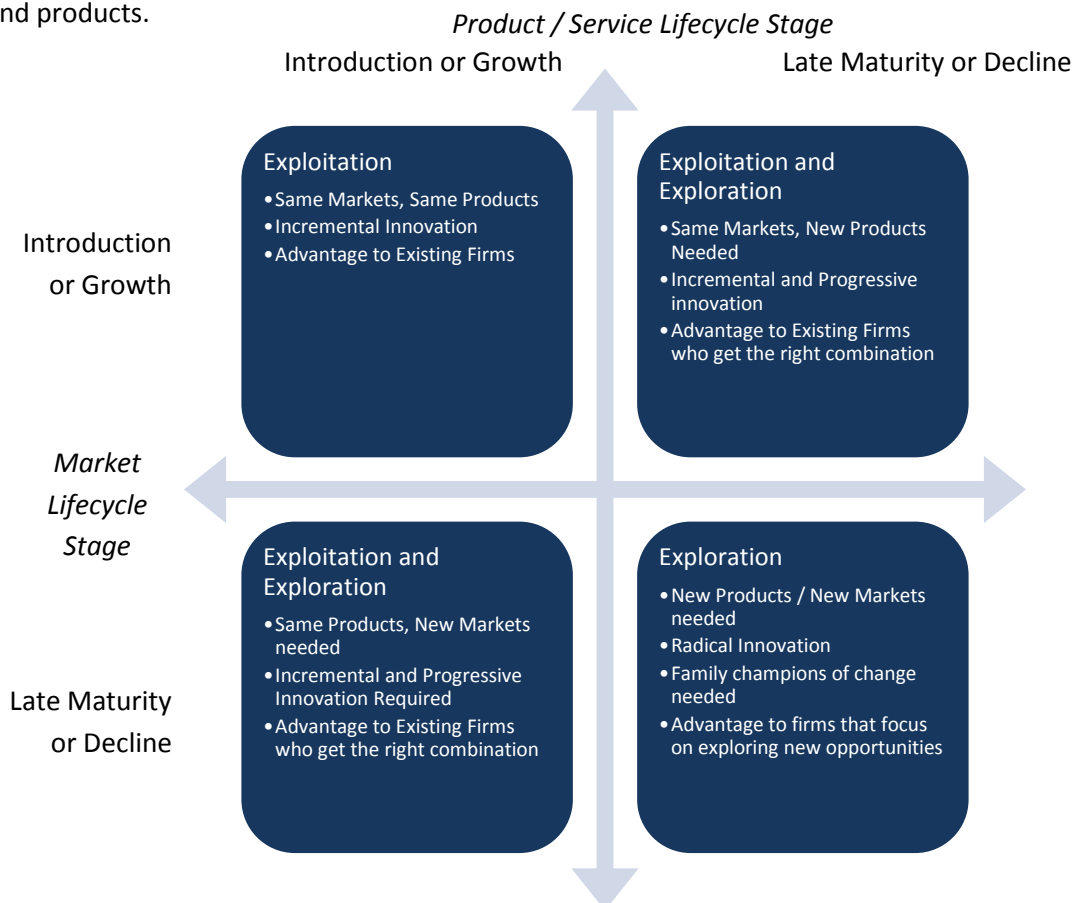 nd products.
Product / Service Lifecycle Stage
Introduction or Growth
Late Maturity or Decline
Introduction
or Growth
Exploitation
•Same Markets, Same Products
•Incremental Innovation
•Advantage to Existing Firms
Exploitation and
Exploration
•Same Markets, New Products
Needed
•Incremental and Progressive
innovation
•Advantage to Existing Firms
who get the right combination
Market
Lifecycle
Stage
Late Maturity
or Decline
Exploitation and
Exploration
•Same Products, New Markets
needed
•Incremental and Progressive
Innovation Required
•Advantage to Existing Firms
who get the right combination
Exploration
•New Products / New Markets
needed
•Radical Innovation
•Family champions of change
needed
•Advantage to firms that focus
on exploring new opportunities